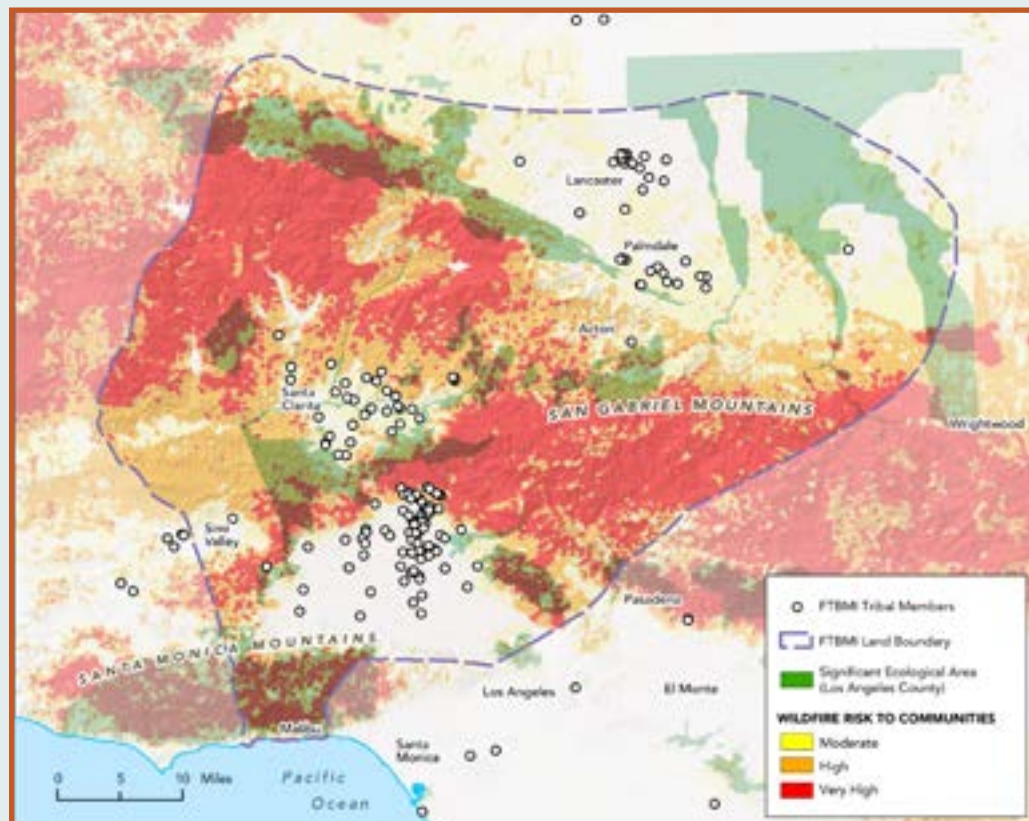 Lancaster
Palmdale
Acton
Santa
Clarita
SAN GABRIEL MOUNTAINS
Wrightwood
Simi
Valley
Pasadena
SANTA MONICA MOUNTAINS
Los Angeles
El Monte
Malibu
Santa
Monica
0 5 10 Miles
Pacific
Ocean
FTBMI Tribal Members
FTBMI Land Boundary
Significant Ecological Area
(Los Angeles County)
WILDFIRE RISK TO COMMUNITIES
Moderate
High
Very High